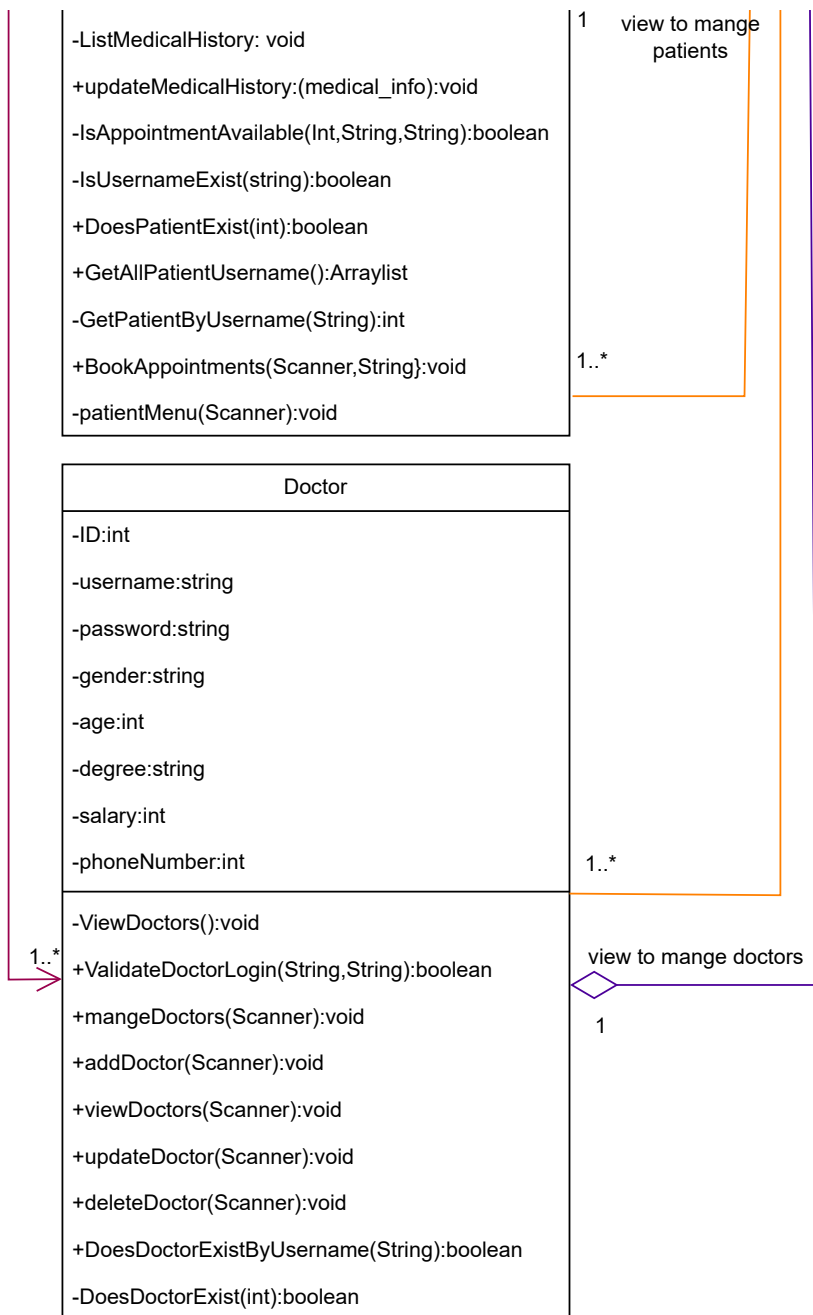 -ListMedicalHistory: void
+updateMedicalHistory:(medical_info):void
-IsAppointmentAvailable(Int,String,String):boolean
-IsUsernameExist(string):boolean
+DoesPatientExist(int):boolean
+GetAllPatientUsername():Arraylist
-GetPatientByUsername(String):int
+BookAppointments(Scanner,String}:void
-patientMenu(Scanner):void
1
view to mange
patients
1..*
Doctor
-ID:int
-username:string
-password:string
-gender:string
-age:int
-degree:string
-salary:int
-phoneNumber:int
1..*
-ViewDoctors():void
1..*
+ValidateDoctorLogin(String,String):boolean
+mangeDoctors(Scanner):void
+addDoctor(Scanner):void
+viewDoctors(Scanner):void
+updateDoctor(Scanner):void
+deleteDoctor(Scanner):void
+DoesDoctorExistByUsername(String):boolean
-DoesDoctorExist(int):boolean
view to mange doctors
1